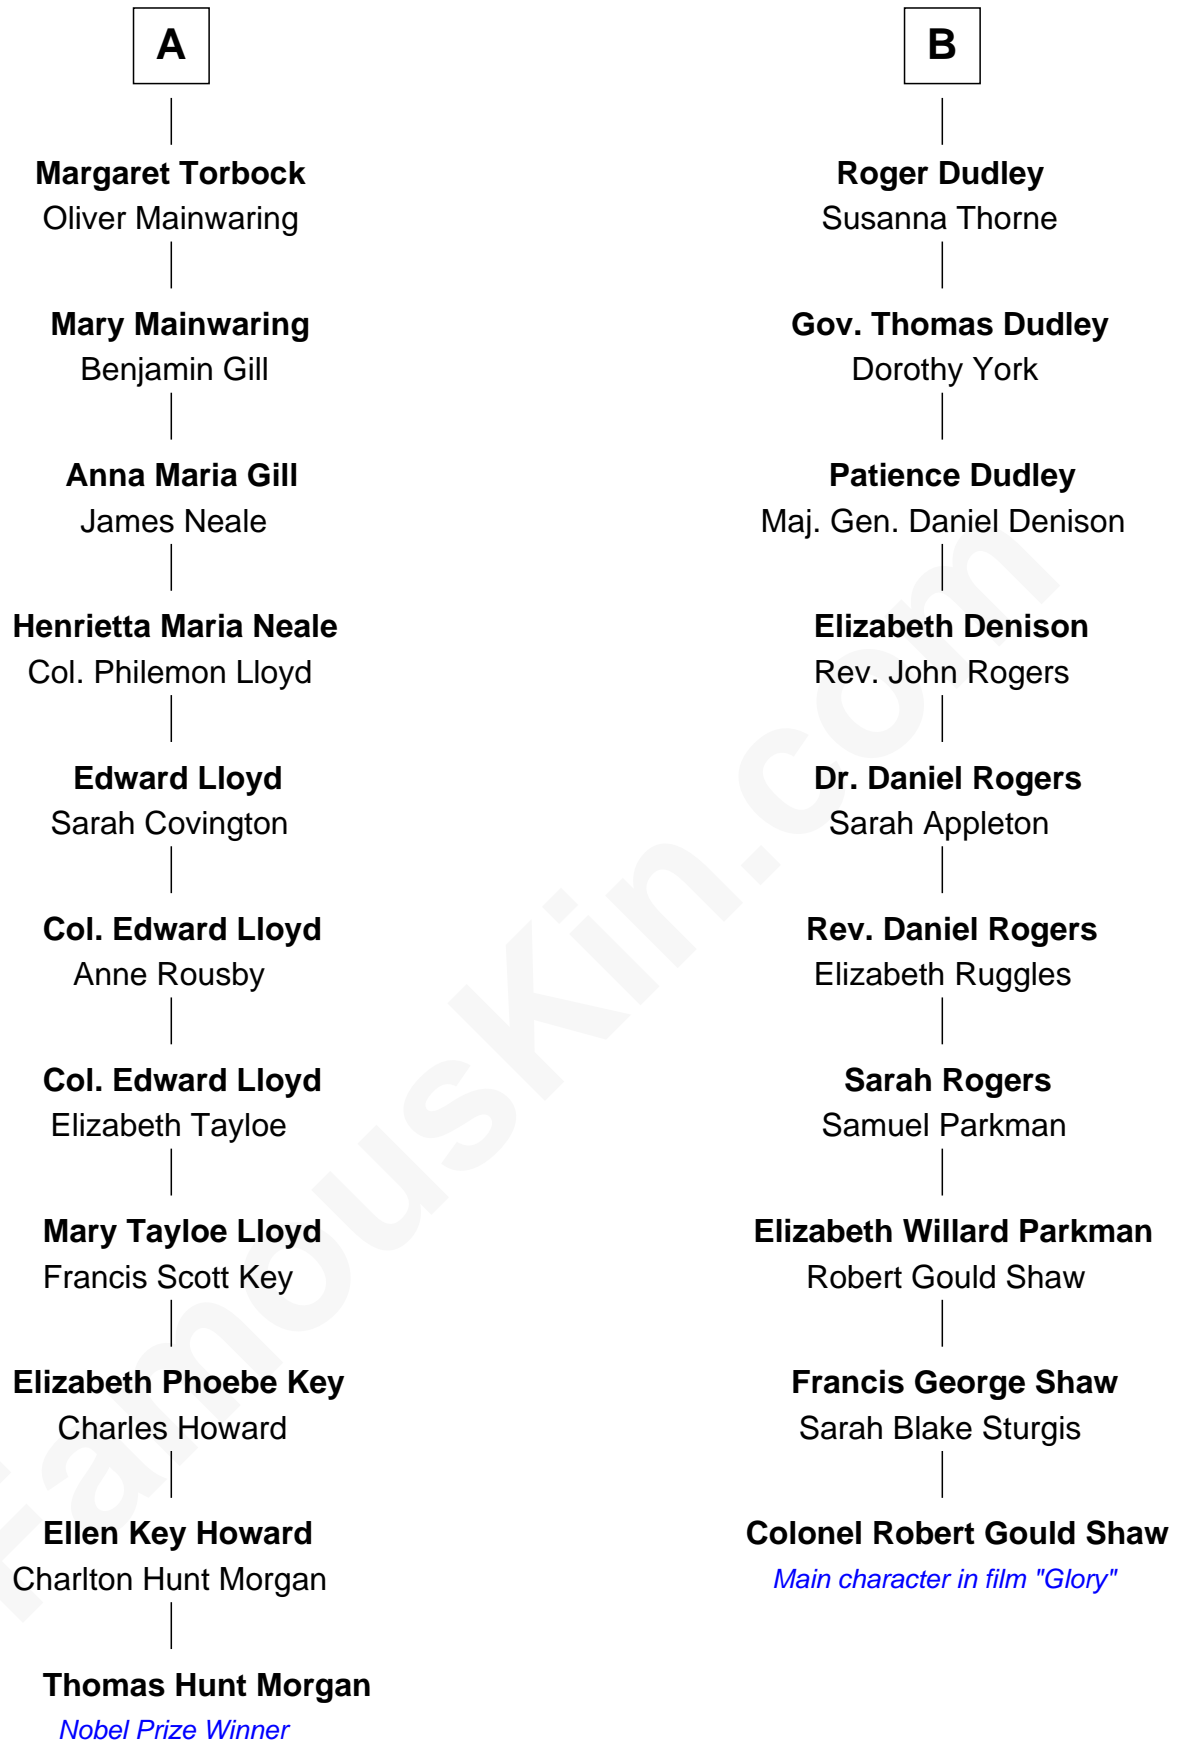 A
Margaret Torbock
Oliver Mainwaring
Mary Mainwaring
Benjamin Gill
Anna Maria Gill
James Neale
Henrietta Maria Neale
Col. Philemon Lloyd
Edward Lloyd
Sarah Covington
Col. Edward Lloyd
Anne Rousby
Col. Edward Lloyd
Elizabeth Tayloe
Mary Tayloe Lloyd
Francis Scott Key
Elizabeth Phoebe Key
Charles Howard
Ellen Key Howard
Charlton Hunt Morgan
Thomas Hunt Morgan
Nobel Prize Winner
B
Roger Dudley
Susanna Thorne
Gov. Thomas Dudley
Dorothy York
Patience Dudley
Maj. Gen. Daniel Denison
Elizabeth Denison
Rev. John Rogers
Dr. Daniel Rogers
Sarah Appleton
Rev. Daniel Rogers
Elizabeth Ruggles
Sarah Rogers
Samuel Parkman
Elizabeth Willard Parkman
Robert Gould Shaw
Francis George Shaw
Sarah Blake Sturgis
Colonel Robert Gould Shaw
Main character in film "Glory"
FamousKin.com